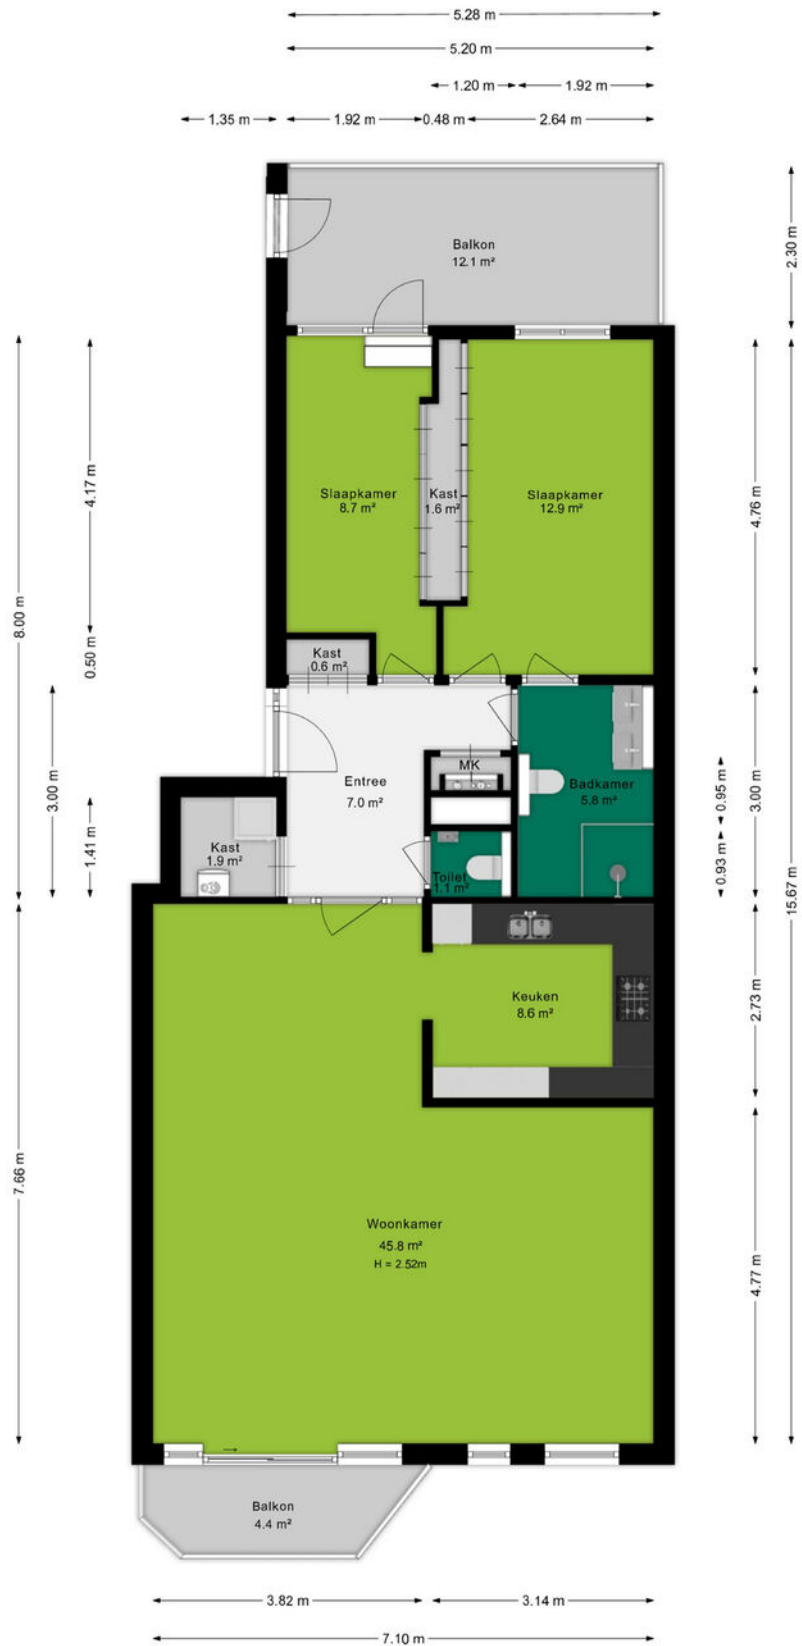 5.28 m
5.20 m
1.20 m
1.92 m
1.35 m
1.92 m
0.48 m
2.64 m
2.30 m
Balkon
12.1 m²
8.00 m
4.17 m
0.50 m
4.76 m
Slaapkamer
8.7 m²
Kast
1.6 m²
Slaapkamer
12.9 m²
Kast
0.6 m²
3.00 m
1.41 m
Entree
7.0 m²
MK
Badkamer
5.8 m²
0.95 m
0.93 m
3.00 m
15.67 m
Kast
1.9 m²
Toilet
1.1 m²
Keuken
8.6 m²
2.73 m
7.66 m
Woonkamer
45.8 m²
H = 2.52m
4.77 m
Balkon
4.4 m²
3.82 m
3.14 m
7.10 m